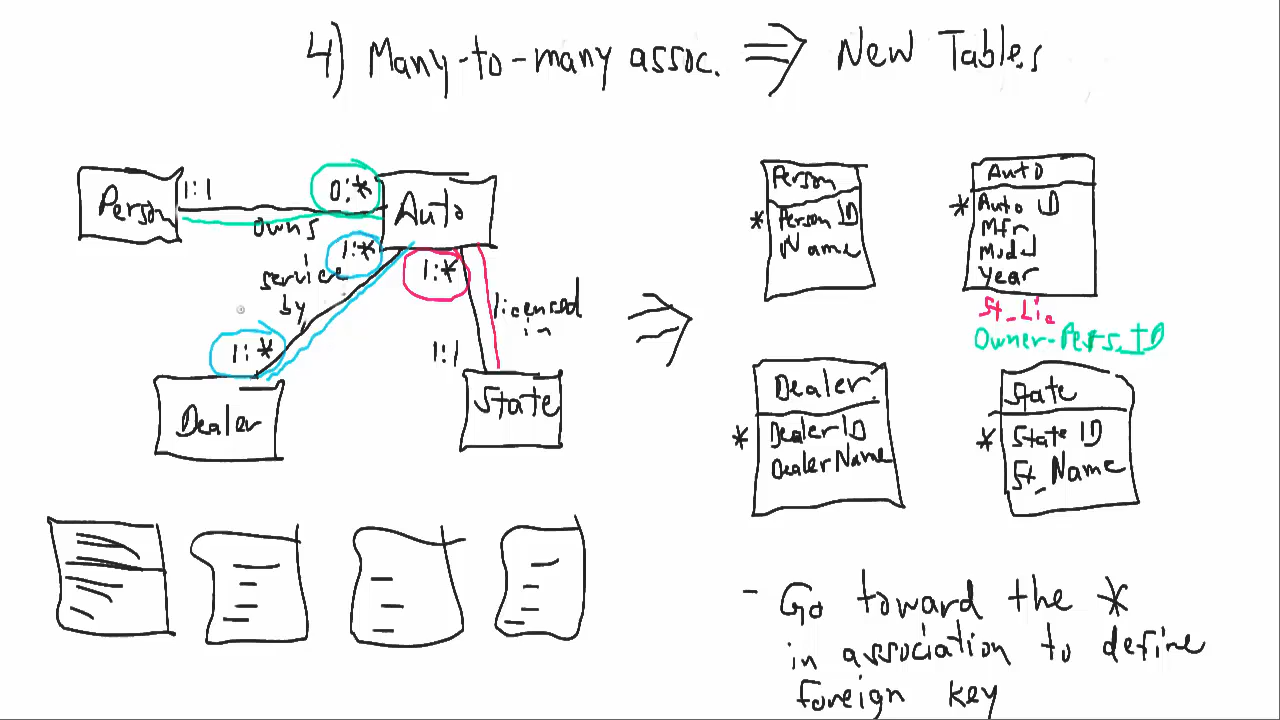 4) Many-to-many assoc. ⇒ New Tables
Person
1:1
0:*
owns
Auto
1:*
service
by
1:*
licensed
in
1:*
1:1
Dealer
State
Person
* Person ID
Name
Auto
* Auto ID
Mfr
Model
Year
St_Lic
Owner-Pers_ID
Dealer
* Dealer ID
Dealer Name
State
* State ID
St_Name
- Go toward the *
in association to define
foreign key